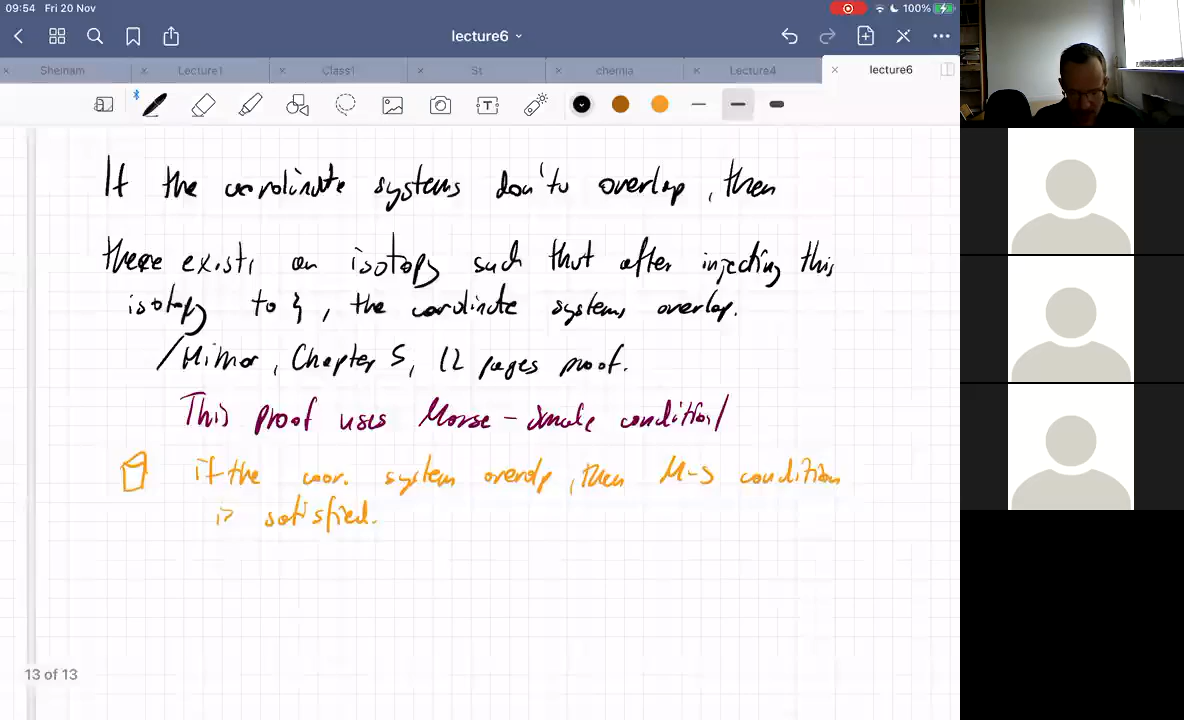 09:54 Fri 20 Nov
100%
lecture6
Sheinam
Lecture1
Class1
St
chernia
Lecture4
lecture6
T
If the coordinate systems don't overlap, then
there exists an isotopy such that after injecting this
isotopy to ξ, the coordinate systems overlap.
/Milnor, Chapter 5, 12 pages proof.
This proof uses Morse-Smale condition/
if the coor. system overlap, then M-S condition
is satisfied.
13 of 13